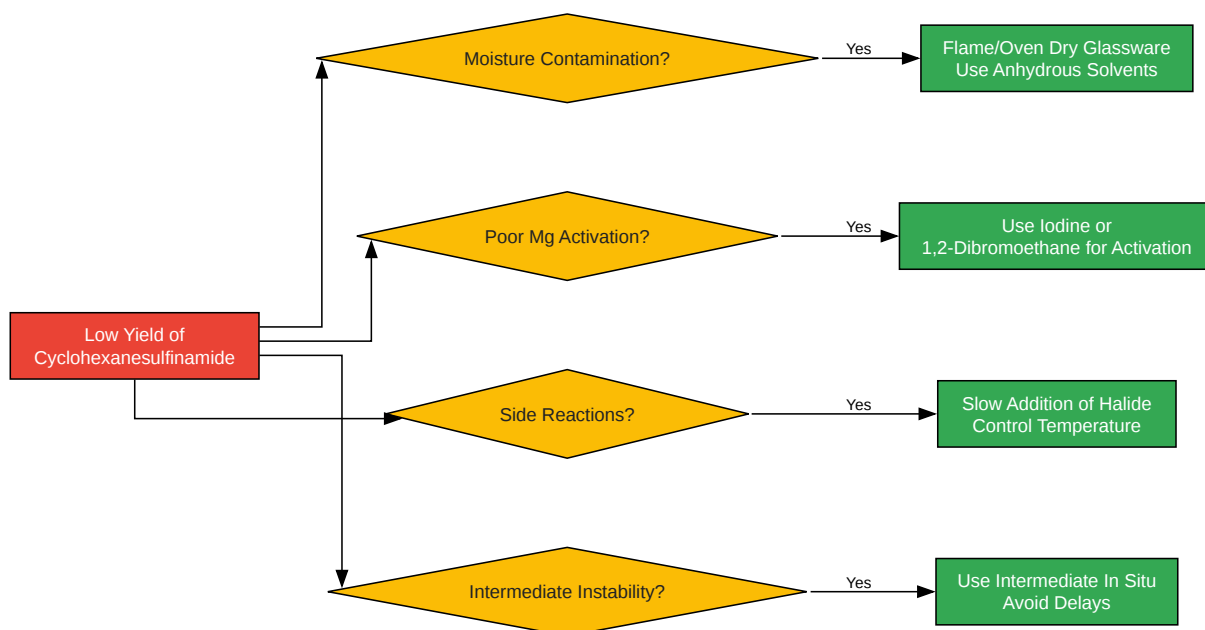 Moisture Contamination?
Yes
Flame/Oven Dry Glassware
Use Anhydrous Solvents
Poor Mg Activation?
Yes
Use Iodine or
1,2-Dibromoethane for Activation
Low Yield of
Cyclohexanesulfinamide
Side Reactions?
Yes
Slow Addition of Halide
Control Temperature
Intermediate Instability?
Yes
Use Intermediate In Situ
Avoid Delays